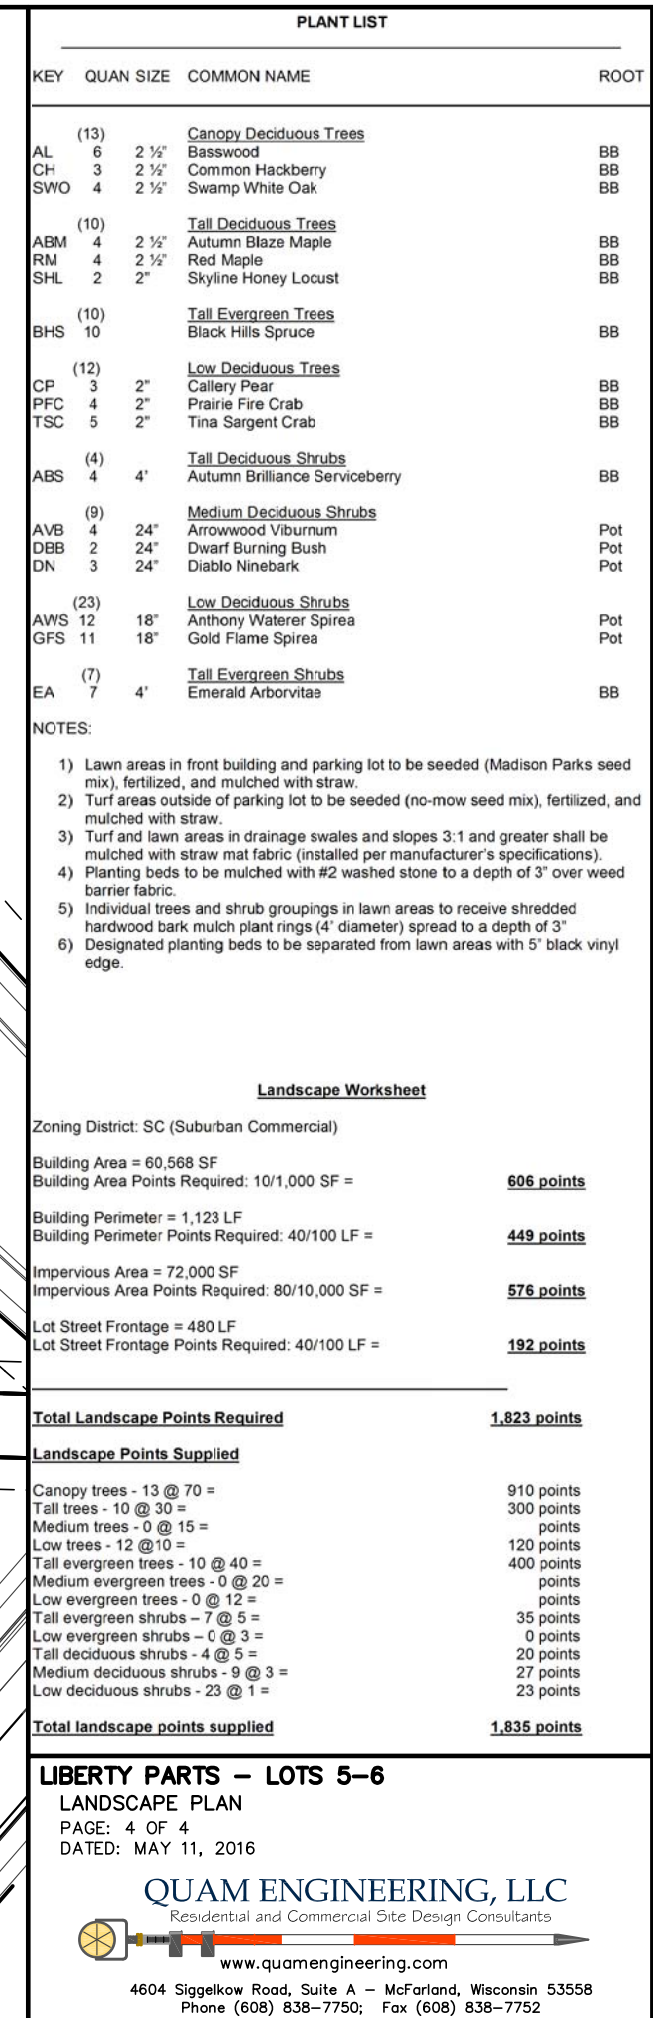 PLANT LIST
KEY QUAN SIZE COMMON NAME ROOT
(13) Canopy Deciduous Trees
AL 6 2 ½" Basswood BB
CH 3 2 ½" Common Hackberry BB
SWO 4 2 ½" Swamp White Oak BB
(10) Tall Deciduous Trees
ABM 4 2 ½" Autumn Blaze Maple BB
RM 4 2 ½" Red Maple BB
SHL 2 2" Skyline Honey Locust BB
(10) Tall Evergreen Trees
BHS 10 Black Hills Spruce BB
(12) Low Deciduous Trees
CP 3 2" Callery Pear BB
PFC 4 2" Prairie Fire Crab BB
TSC 5 2" Tina Sargent Crab BB
(4) Tall Deciduous Shrubs
ABS 4 4' Autumn Brilliance Serviceberry BB
(9) Medium Deciduous Shrubs
AVB 4 24" Arrowwood Viburnum Pot
DBB 2 24" Dwarf Burning Bush Pot
DN 3 24" Diablo Ninebark Pot
(23) Low Deciduous Shrubs
AWS 12 18" Anthony Waterer Spirea Pot
GFS 11 18" Gold Flame Spirea Pot
(7) Tall Evergreen Shrubs
EA 7 4' Emerald Arborvitae BB
NOTES:
1) Lawn areas in front building and parking lot to be seeded (Madison Parks seed
mix), fertilized, and mulched with straw.
2) Turf areas outside of parking lot to be seeded (no-mow seed mix), fertilized, and
mulched with straw.
3) Turf and lawn areas in drainage swales and slopes 3:1 and greater shall be
mulched with straw mat fabric (installed per manufacturer's specifications).
4) Planting beds to be mulched with #2 washed stone to a depth of 3" over weed
barrier fabric.
5) Individual trees and shrub groupings in lawn areas to receive shredded
hardwood bark mulch plant rings (4' diameter) spread to a depth of 3"
6) Designated planting beds to be separated from lawn areas with 5" black vinyl
edge.
Landscape Worksheet
Zoning District: SC (Suburban Commercial)
Building Area = 60,568 SF
Building Area Points Required: 10/1,000 SF = 606 points
Building Perimeter = 1,123 LF
Building Perimeter Points Required: 40/100 LF = 449 points
Impervious Area = 72,000 SF
Impervious Area Points Required: 80/10,000 SF = 576 points
Lot Street Frontage = 480 LF
Lot Street Frontage Points Required: 40/100 LF = 192 points
Total Landscape Points Required 1,823 points
Landscape Points Supplied
Canopy trees - 13 @ 70 = 910 points
Tall trees - 10 @ 30 = 300 points
Medium trees - 0 @ 15 = points
Low trees - 12 @10 = 120 points
Tall evergreen trees - 10 @ 40 = 400 points
Medium evergreen trees - 0 @ 20 = points
Low evergreen trees - 0 @ 12 = points
Tall evergreen shrubs – 7 @ 5 = 35 points
Low evergreen shrubs – 0 @ 3 = 0 points
Tall deciduous shrubs - 4 @ 5 = 20 points
Medium deciduous shrubs - 9 @ 3 = 27 points
Low deciduous shrubs - 23 @ 1 = 23 points
Total landscape points supplied 1,835 points
LIBERTY PARTS – LOTS 5–6
LANDSCAPE PLAN
PAGE: 4 OF 4
DATED: MAY 11, 2016
QUAM ENGINEERING, LLC
Residential and Commercial Site Design Consultants
www.quamengineering.com
4604 Siggelkow Road, Suite A – McFarland, Wisconsin 53558
Phone (608) 838–7750; Fax (608) 838–7752